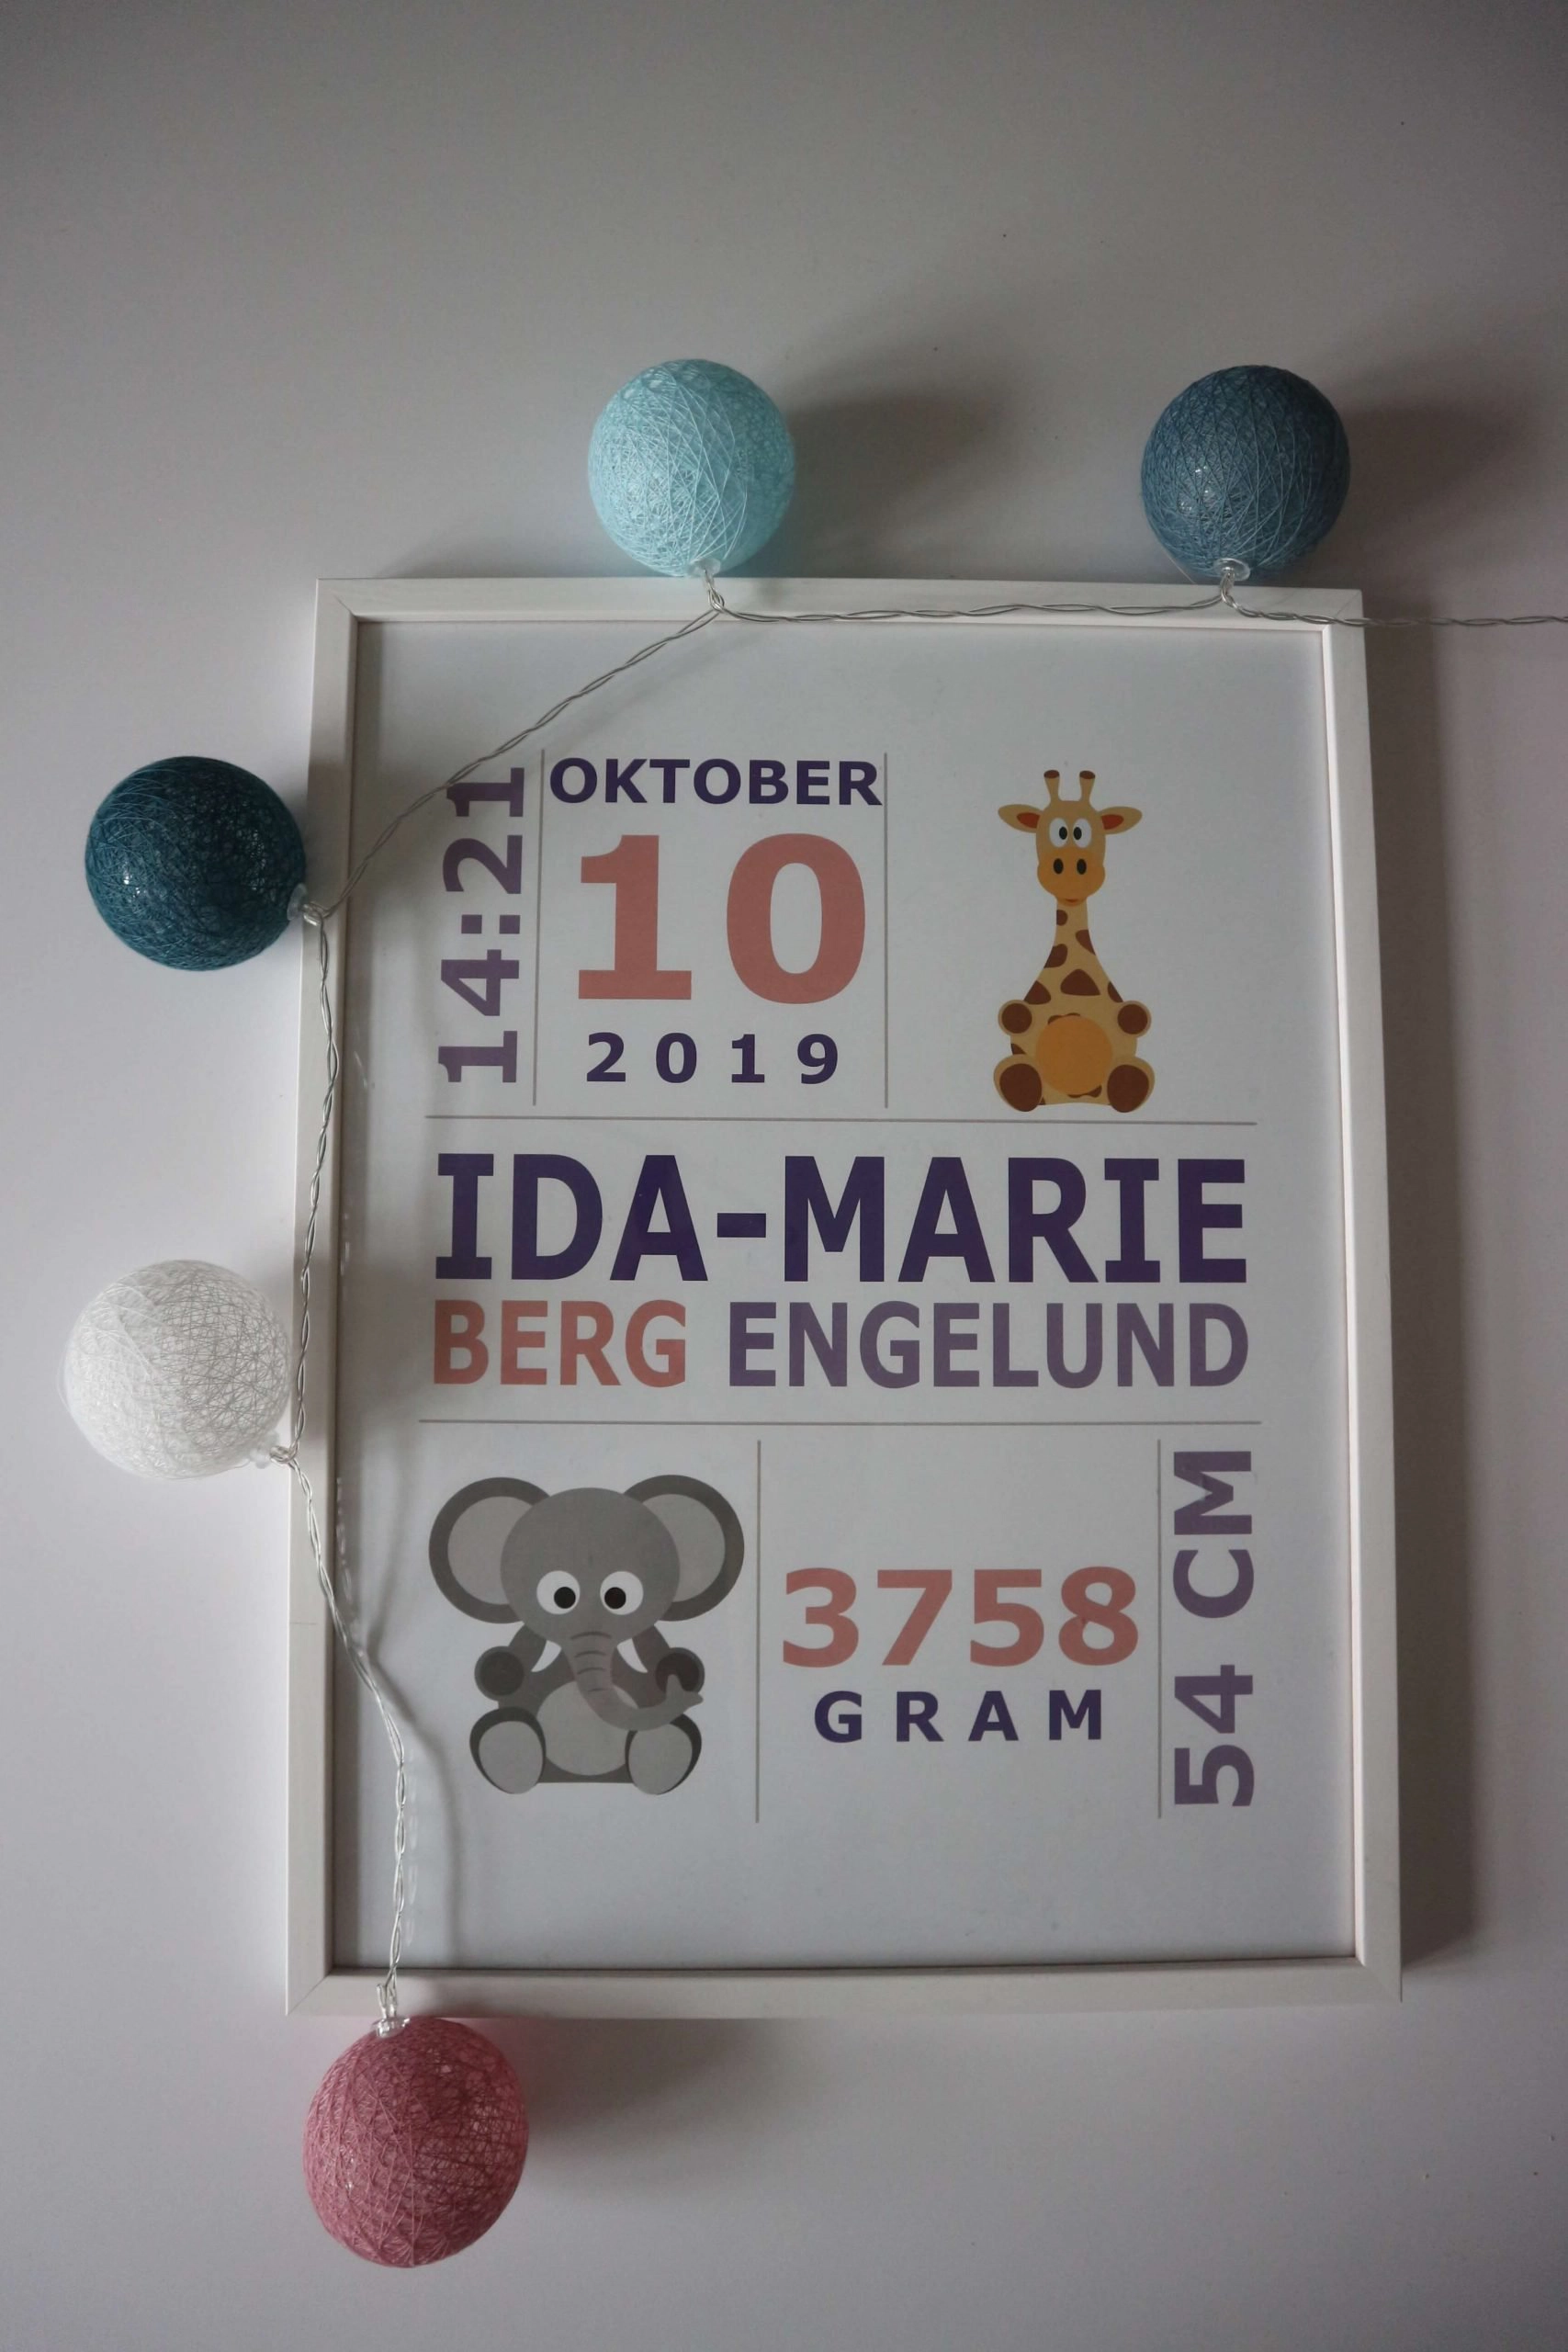 14:21
OKTOBER
10
2019
IDA-MARIE
BERG ENGELUND
3758
GRAM
54 CM